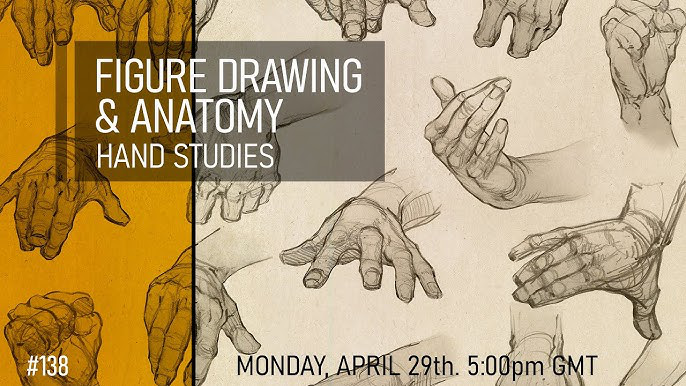 FIGURE DRAWING
& ANATOMY
HAND STUDIES
#138
MONDAY, APRIL 29th. 5:00pm GMT